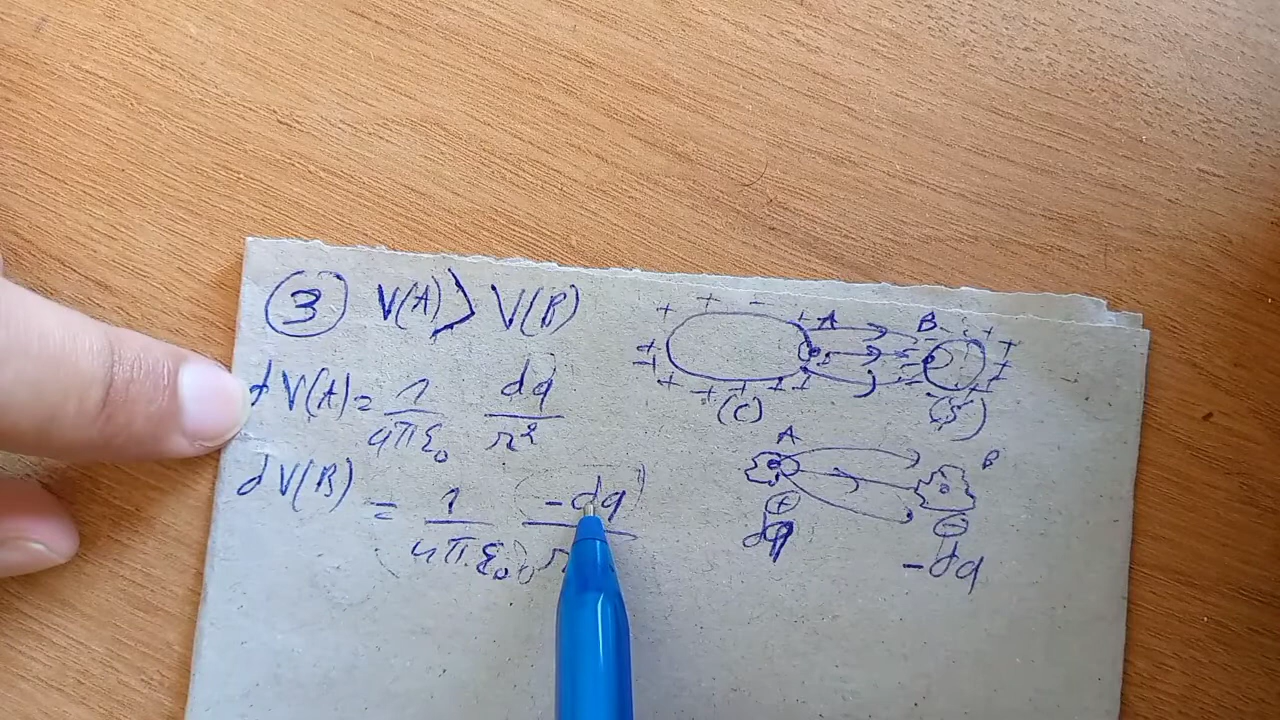 ③ V(A) > V(B)
dV(A) = 1/4πε₀ dq/r²
dV(B) = 1/4πε₀ -dq/r
A B
(C) (S)
A B
+ -
dq -dq